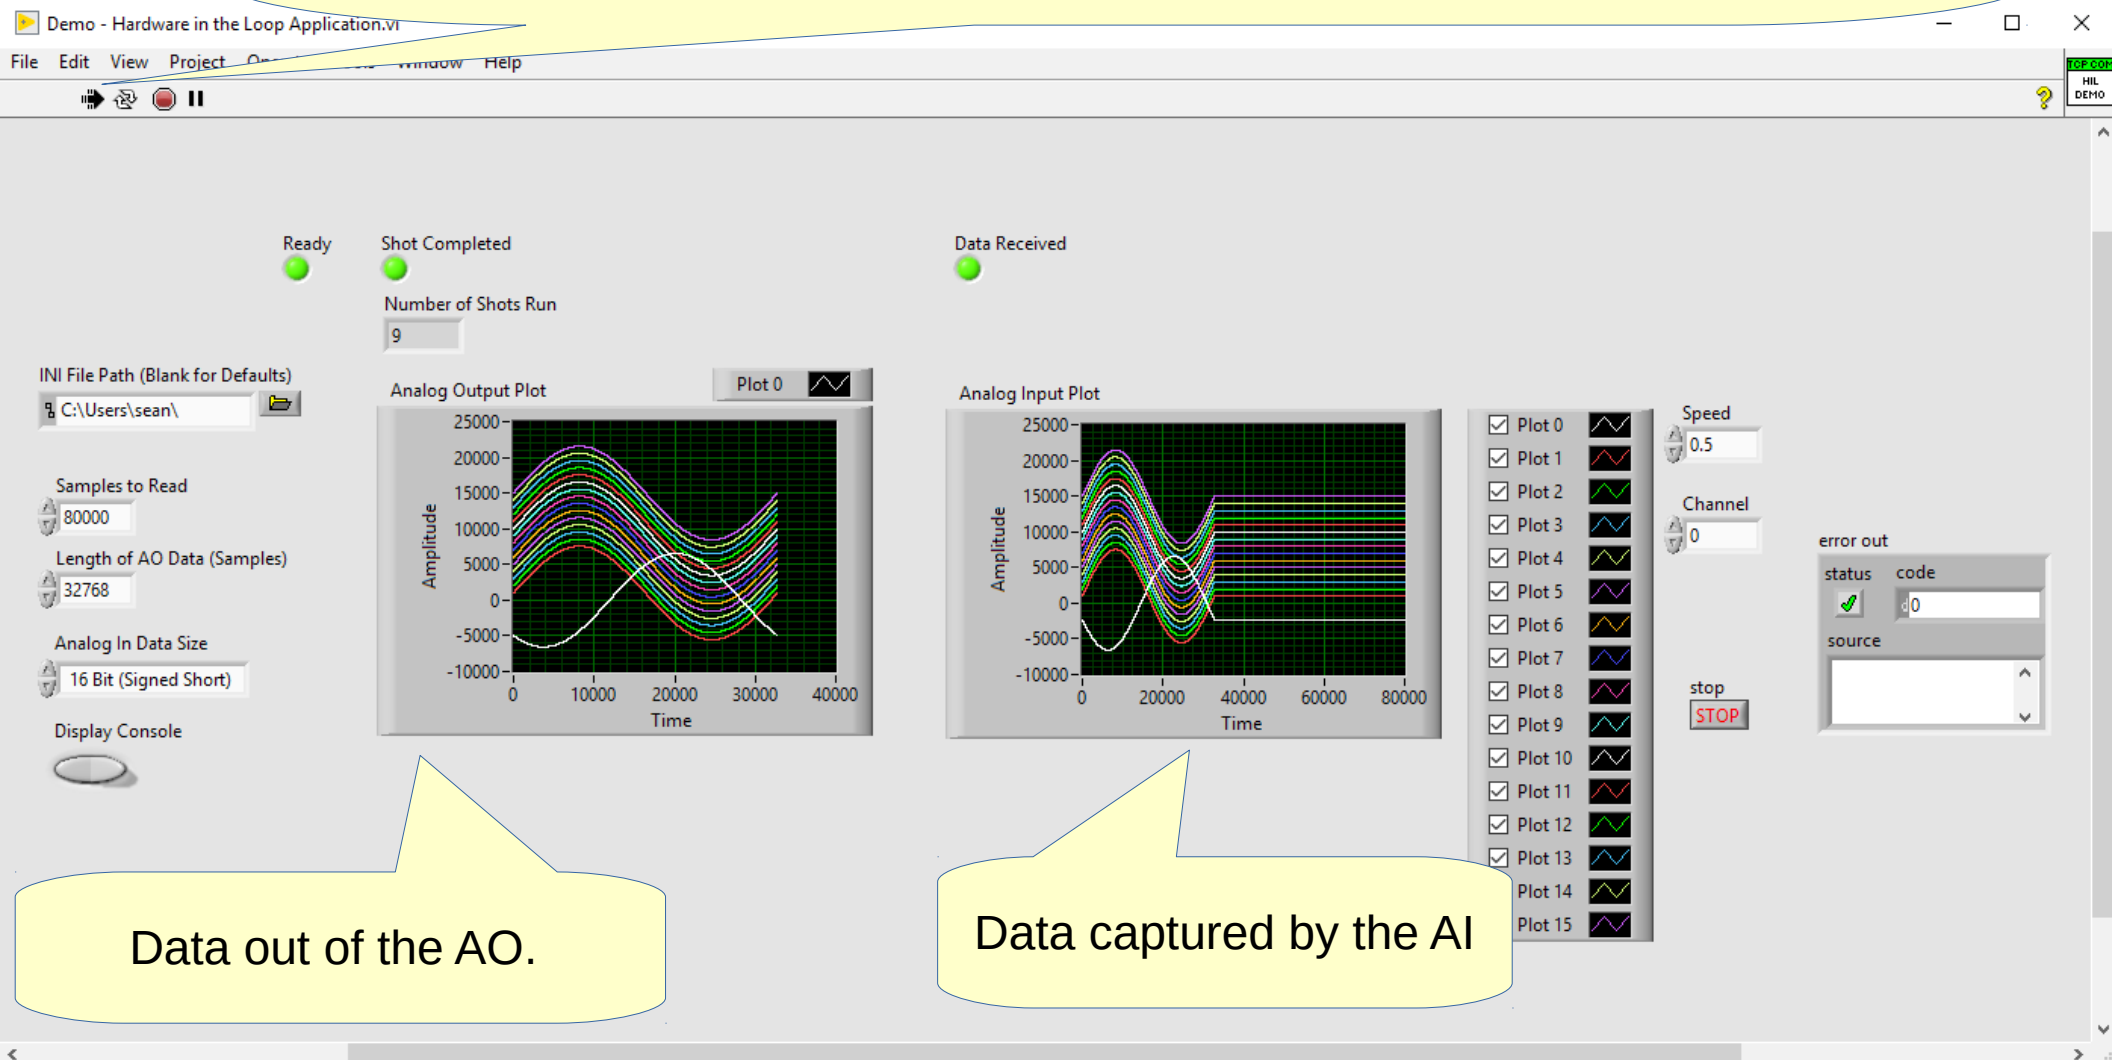 Demo - Hardware in the Loop Application.vi
File Edit View Project Window Help
TCP COM
HIL
DEMO
Ready
Shot Completed
Data Received
Number of Shots Run
9
INI File Path (Blank for Defaults)
C:\Users\sean\
Samples to Read
80000
Length of AO Data (Samples)
32768
Analog In Data Size
16 Bit (Signed Short)
Display Console
Analog Output Plot
Plot 0
25000
20000
15000
10000
5000
0
-5000
-10000
Amplitude
0 10000 20000 30000 40000
Time
Analog Input Plot
25000
20000
15000
10000
5000
0
-5000
-10000
Amplitude
0 20000 40000 60000 80000
Time
Plot 0
Plot 1
Plot 2
Plot 3
Plot 4
Plot 5
Plot 6
Plot 7
Plot 8
Plot 9
Plot 10
Plot 11
Plot 12
Plot 13
Plot 14
Plot 15
Speed
0.5
Channel
0
stop
STOP
error out
status code
d0
source
Data out of the AO.
Data captured by the AI